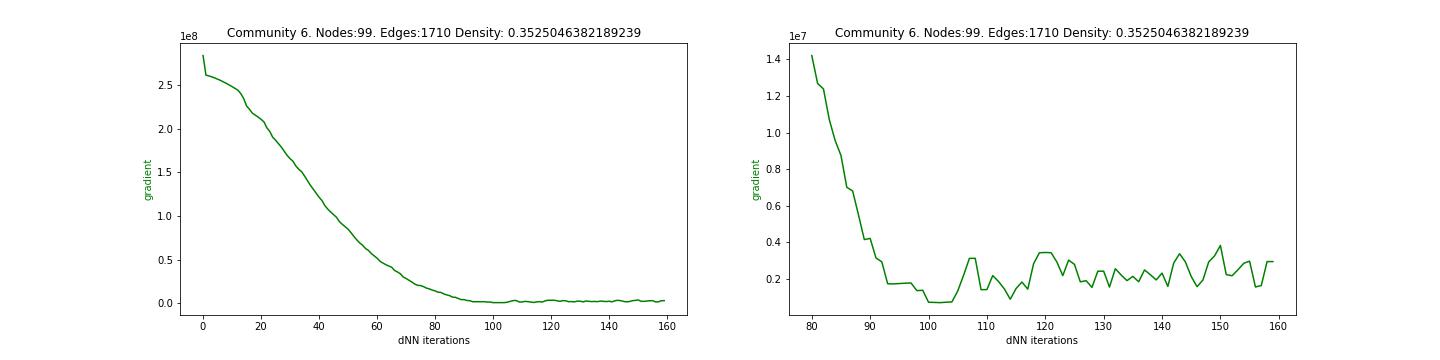 Community 6. Nodes:99. Edges:1710 Density: 0.3525046382189239
1e8
2.5
2.0
1.5
1.0
0.5
0.0
gradient
0 20 40 60 80 100 120 140 160
dNN iterations
Community 6. Nodes:99. Edges:1710 Density: 0.3525046382189239
1e7
1.4
1.2
1.0
0.8
0.6
0.4
0.2
gradient
80 90 100 110 120 130 140 150 160
dNN iterations